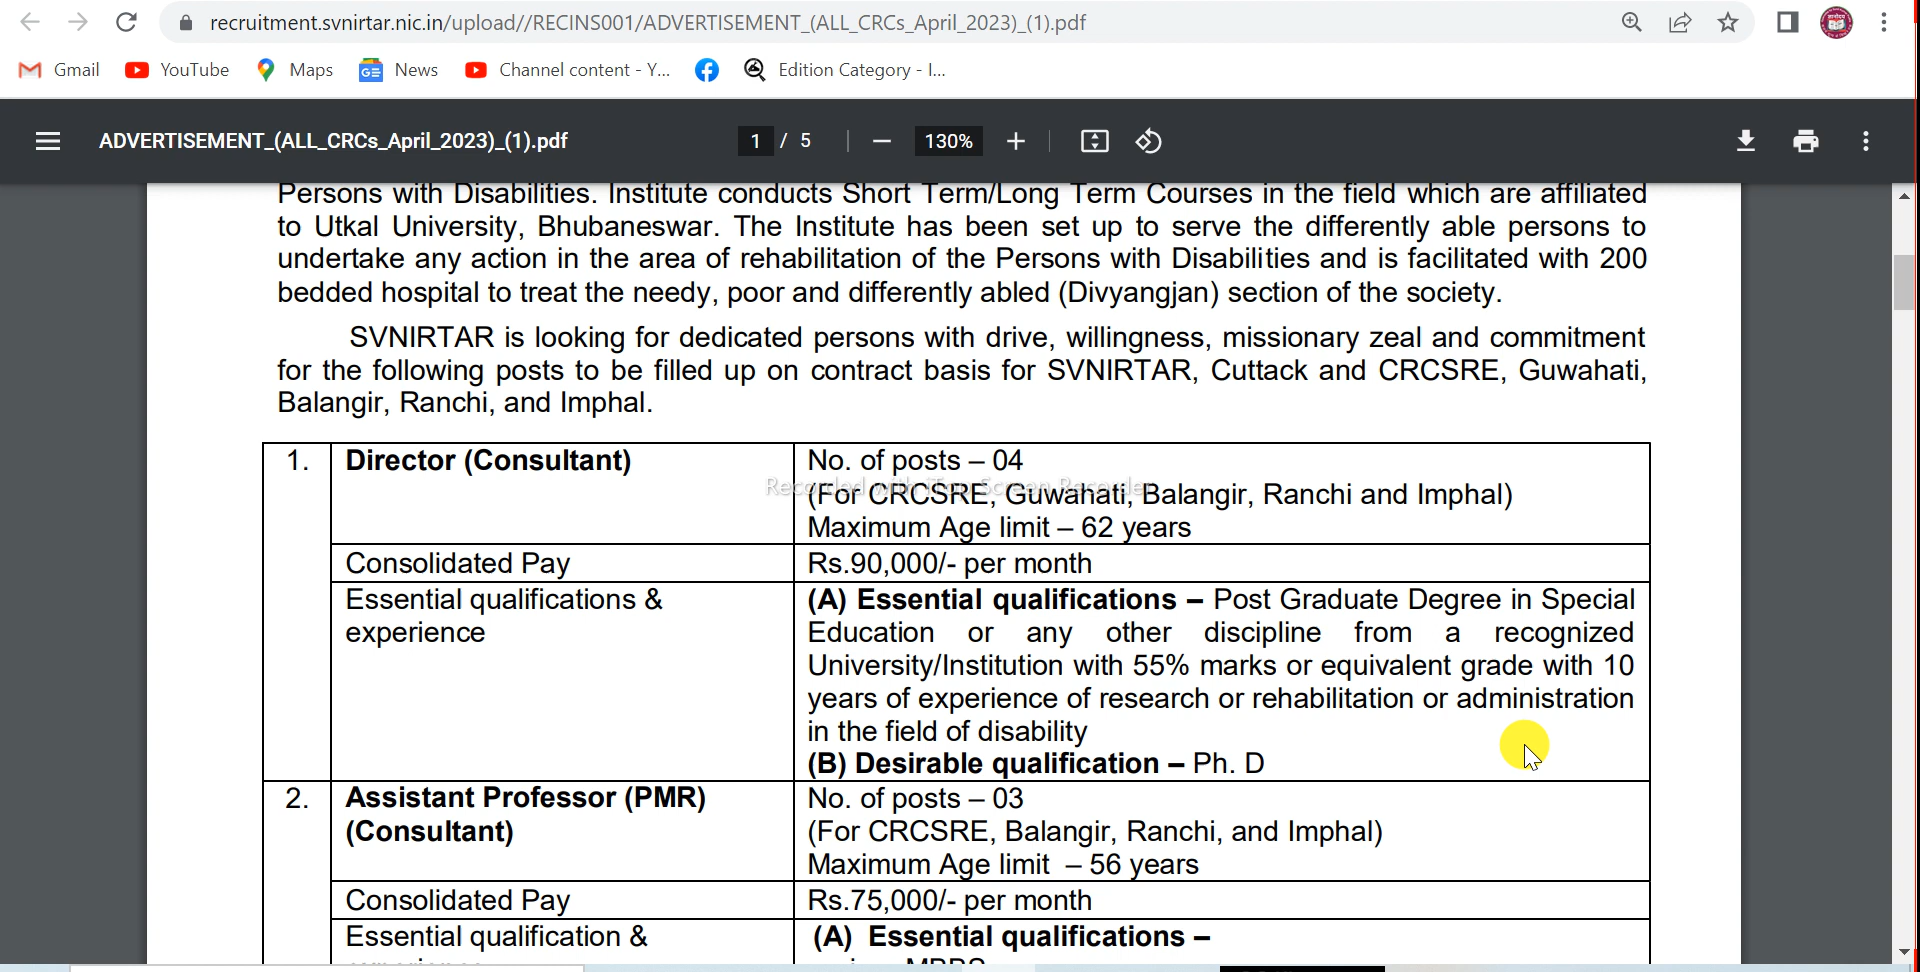 recruitment.svnirtar.nic.in/upload//RECINS001/ADVERTISEMENT_(ALL_CRCs_April_2023)_(1).pdf
Gmail YouTube Maps News Channel content - Y... Edition Category - I...
ADVERTISEMENT_(ALL_CRCs_April_2023)_(1).pdf 1 / 5 130%
Persons with Disabilities. Institute conducts Short Term/Long Term Courses in the field which are affiliated
to Utkal University, Bhubaneswar. The Institute has been set up to serve the differently able persons to
undertake any action in the area of rehabilitation of the Persons with Disabilities and is facilitated with 200
bedded hospital to treat the needy, poor and differently abled (Divyangjan) section of the society.
SVNIRTAR is looking for dedicated persons with drive, willingness, missionary zeal and commitment
for the following posts to be filled up on contract basis for SVNIRTAR, Cuttack and CRCSRE, Guwahati,
Balangir, Ranchi, and Imphal.
1. Director (Consultant) No. of posts – 04
Recorded with iTop Screen Recorder
(For CRCSRE, Guwahati, Balangir, Ranchi and Imphal)
Maximum Age limit – 62 years
Consolidated Pay Rs.90,000/- per month
Essential qualifications & (A) Essential qualifications – Post Graduate Degree in Special
experience Education or any other discipline from a recognized
University/Institution with 55% marks or equivalent grade with 10
years of experience of research or rehabilitation or administration
in the field of disability
(B) Desirable qualification – Ph. D
2. Assistant Professor (PMR) No. of posts – 03
(Consultant) (For CRCSRE, Balangir, Ranchi, and Imphal)
Maximum Age limit – 56 years
Consolidated Pay Rs.75,000/- per month
Essential qualification & (A) Essential qualifications –